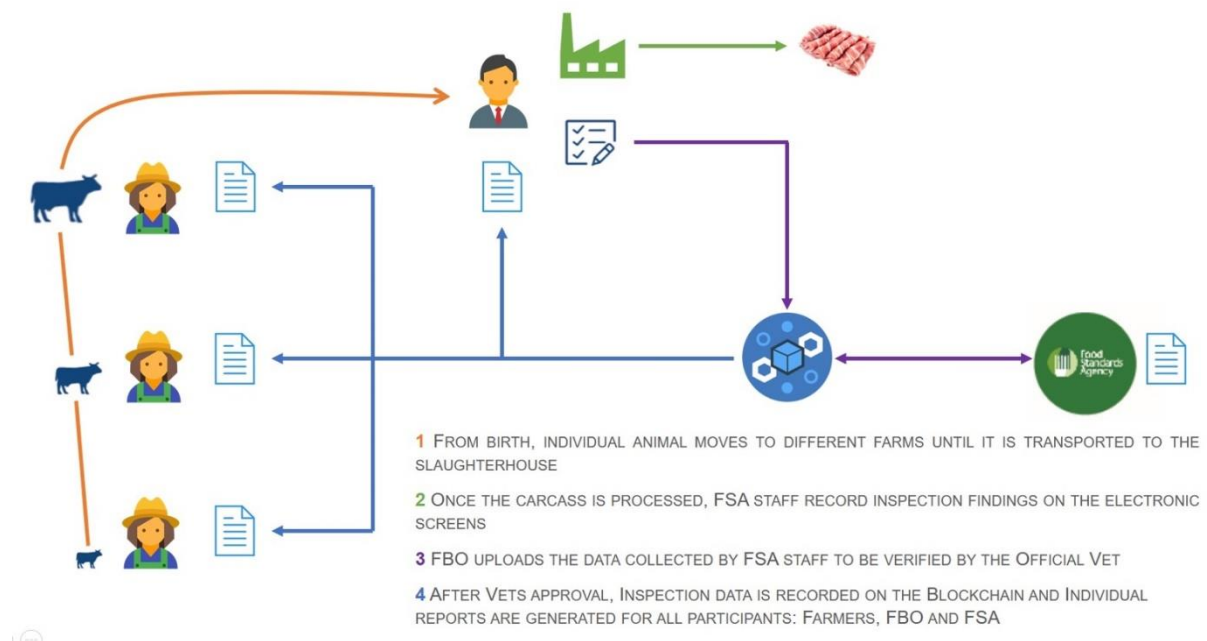 Food
Standards
Agency
1 FROM BIRTH, INDIVIDUAL ANIMAL MOVES TO DIFFERENT FARMS UNTIL IT IS TRANSPORTED TO THE
SLAUGHTERHOUSE
2 ONCE THE CARCASS IS PROCESSED, FSA STAFF RECORD INSPECTION FINDINGS ON THE ELECTRONIC
SCREENS
3 FBO UPLOADS THE DATA COLLECTED BY FSA STAFF TO BE VERIFIED BY THE OFFICIAL VET
4 AFTER VETS APPROVAL, INSPECTION DATA IS RECORDED ON THE BLOCKCHAIN AND INDIVIDUAL
REPORTS ARE GENERATED FOR ALL PARTICIPANTS: FARMERS, FBO AND FSA